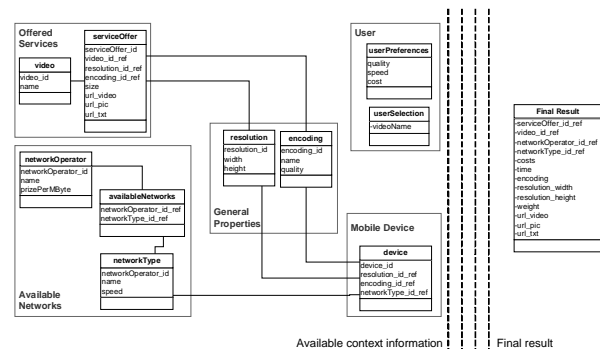 Offered
Services
video
video_id
name
serviceOffer
serviceOffer_id
video_id_ref
resolution_id_ref
encoding_id_ref
size
url_video
url_pic
url_txt
User
userPreferences
quality
speed
cost
userSelection
-videoName
resolution
resolution_id
width
height
encoding
encoding_id
name
quality
General
Properties
networkOperator
networkOperator_id
name
prizePerMByte
availableNetworks
networkOperator_id_ref
networkType_id_ref
networkType
networkOperator_id
name
speed
Available
Networks
Mobile Device
device
device_id
resolution_id_ref
encoding_id_ref
networkType_id_ref
Final Result
-serviceOffer_id_ref
-video_id_ref
-networkOperator_id_ref
-networkType_id_ref
-costs
-time
-encoding
-resolution_width
-resolution_height
-weight
-url_video
-url_pic
-url_txt
Available context information
Final result